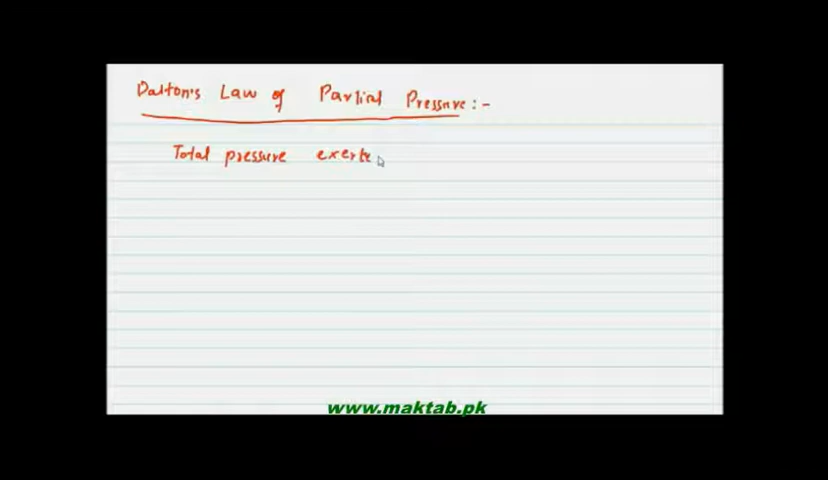 Dalton's Law of Partial Pressure:-
Total pressure exerte
www.maktab.pk